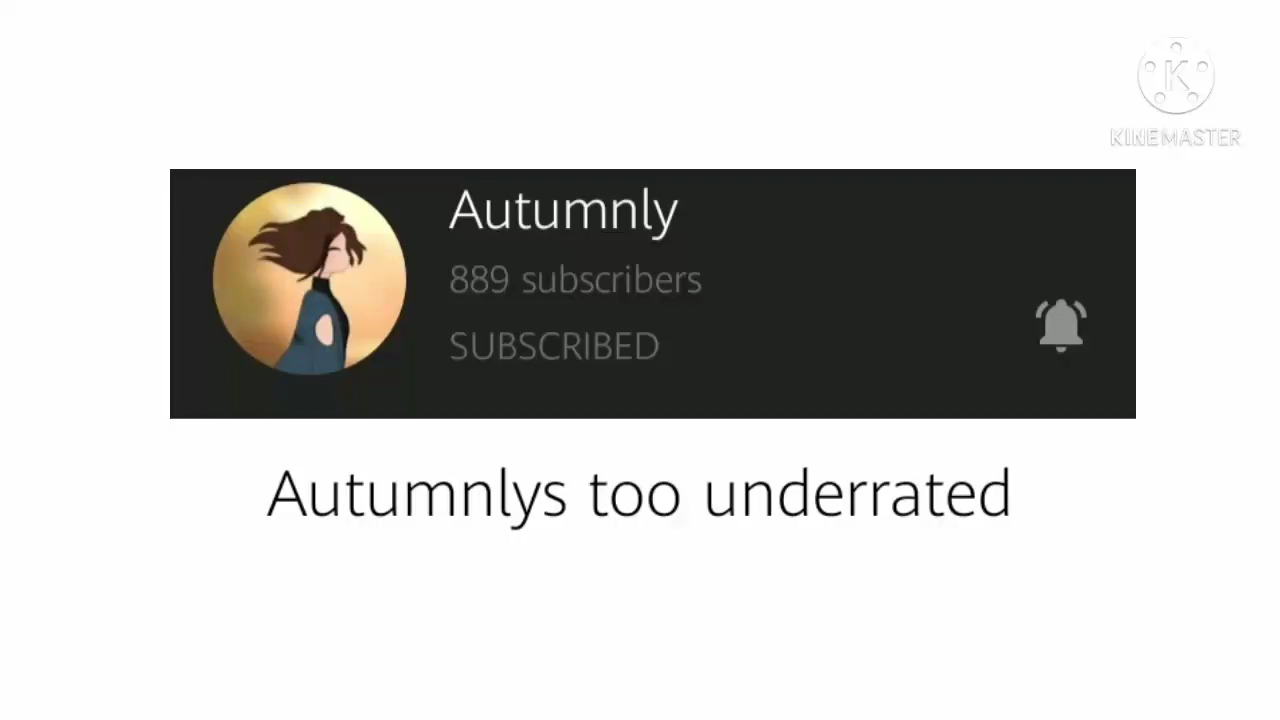 K
KINEMASTER
Autumnly
889 subscribers
SUBSCRIBED
Autumnlys too underrated